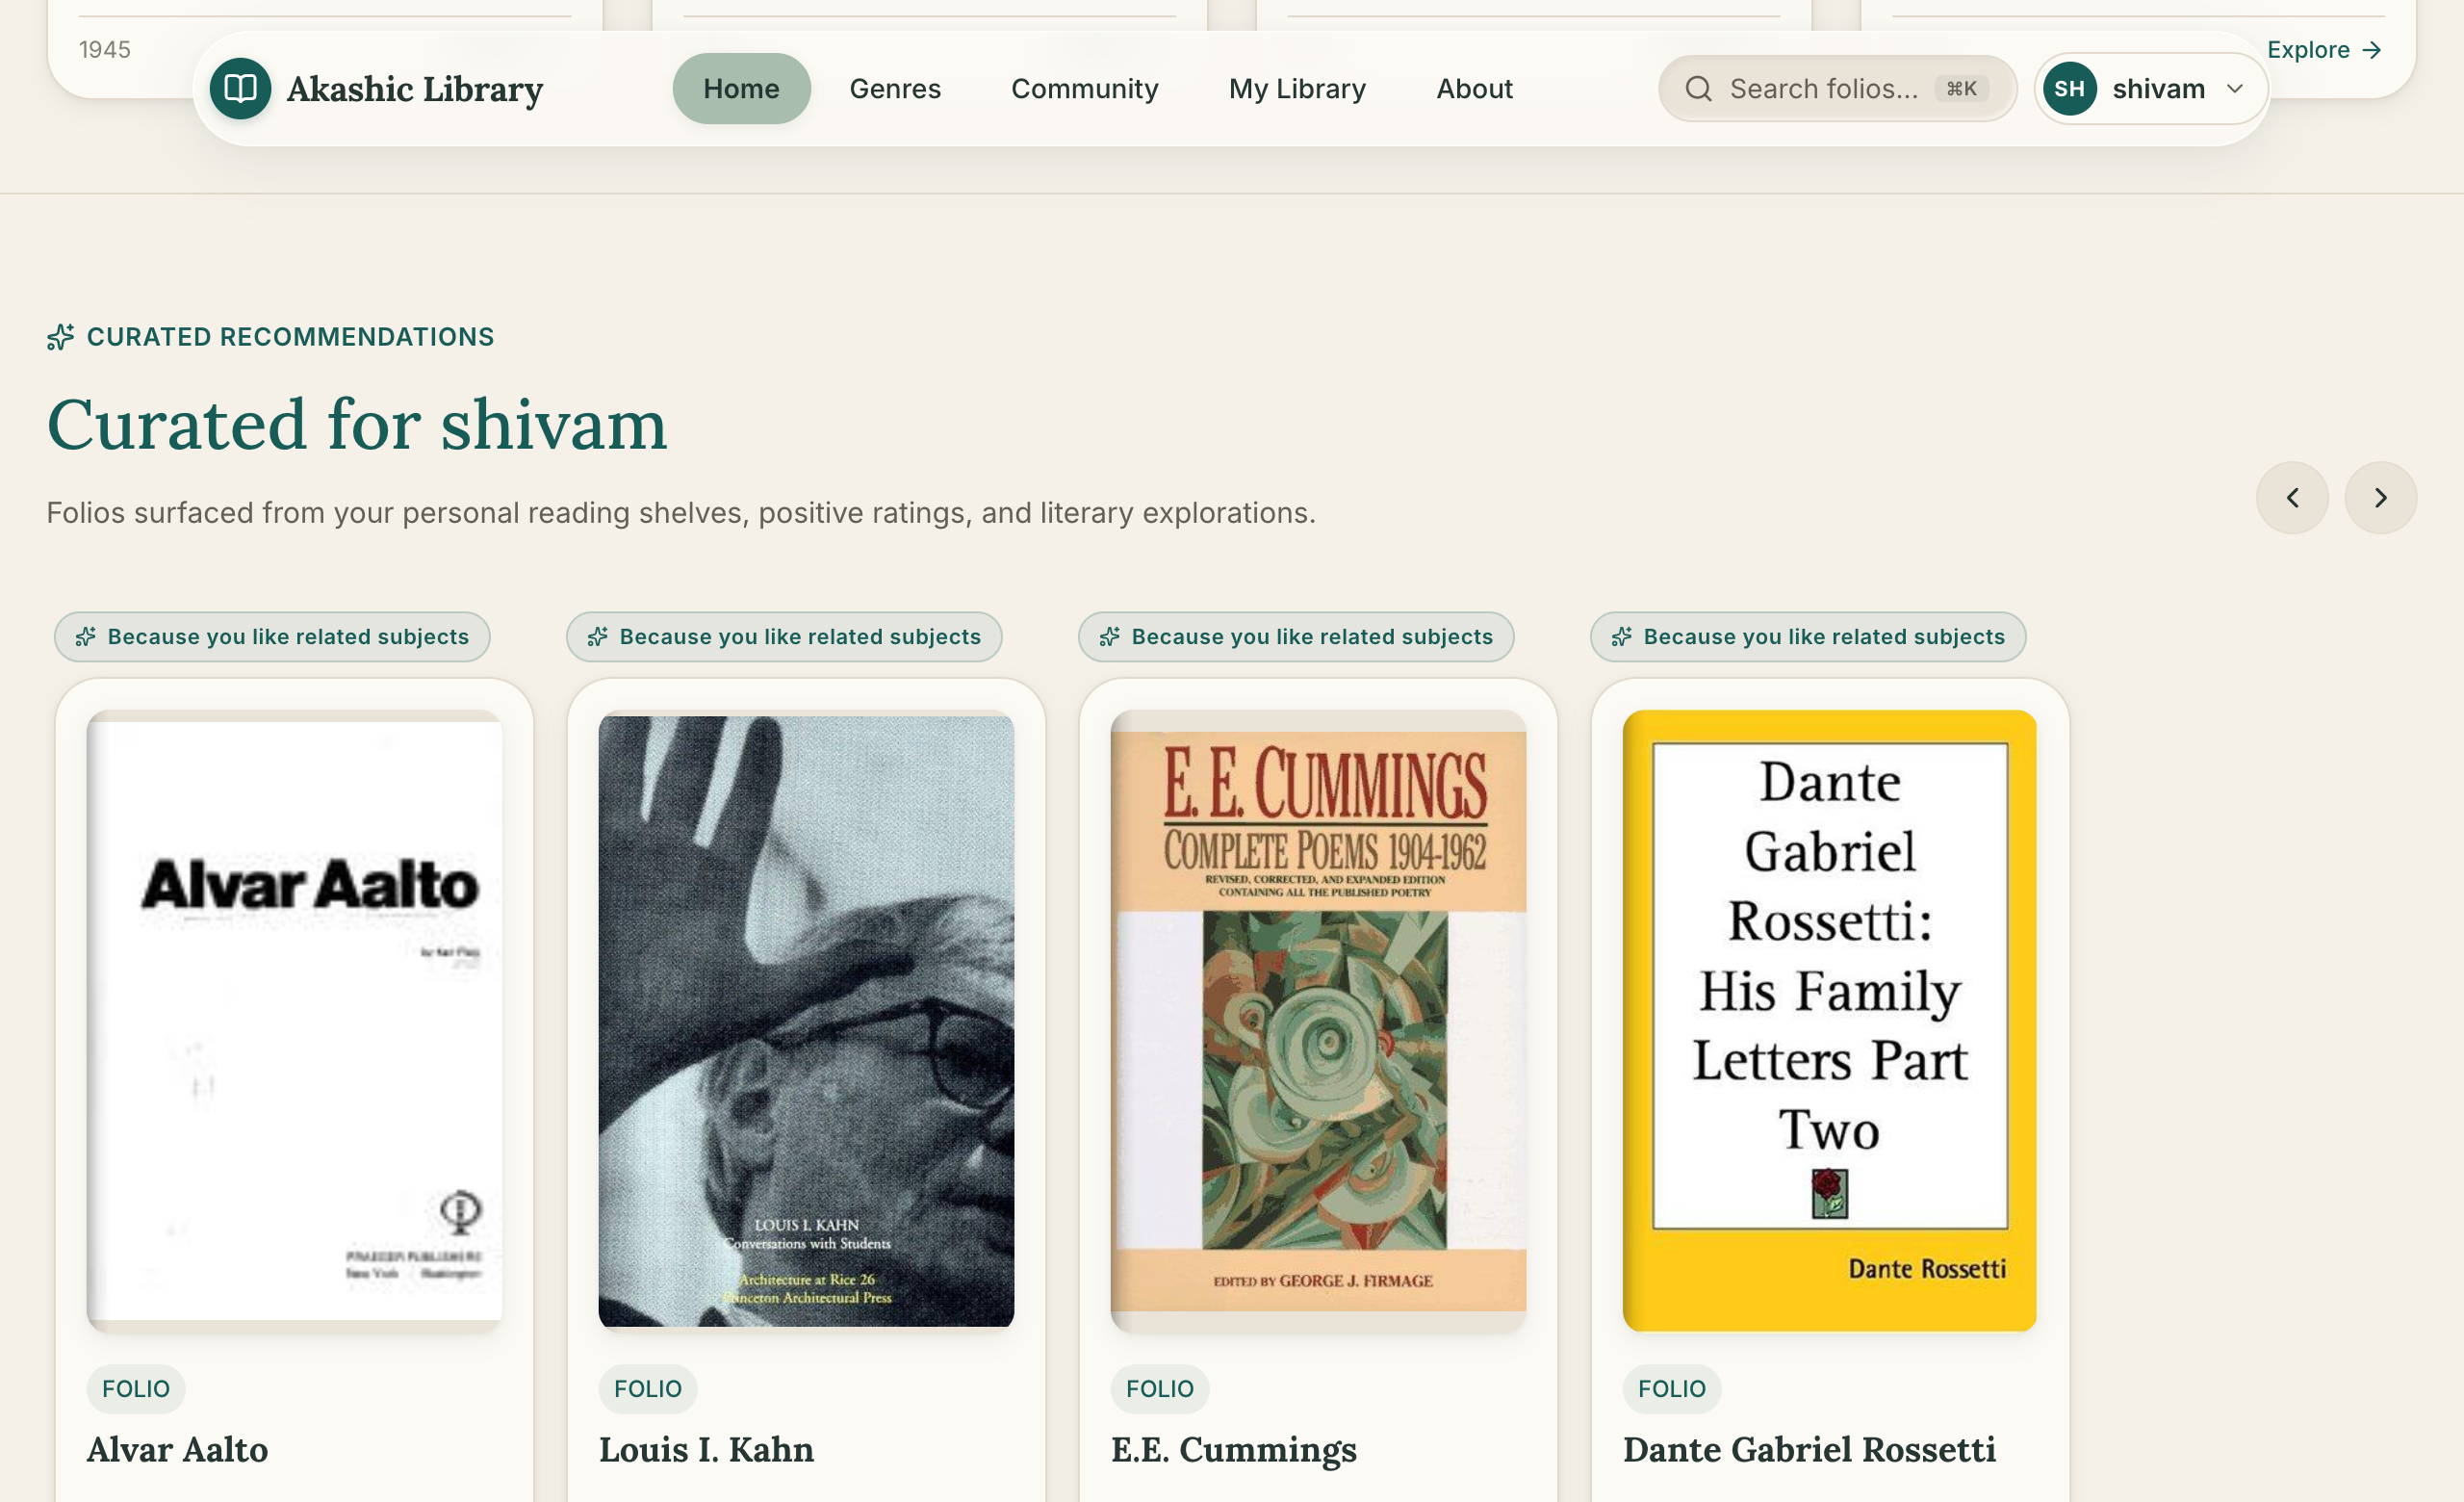 1945
Explore →
Akashic Library
Home
Genres
Community
My Library
About
Search folios...
⌘K
SH
shivam
CURATED RECOMMENDATIONS
Curated for shivam
Folios surfaced from your personal reading shelves, positive ratings, and literary explorations.
Because you like related subjects
Because you like related subjects
Because you like related subjects
Because you like related subjects
Alvar Aalto
PRAEGER PUBLISHERS
New York Washington
LOUIS I. KAHN
Conversations with Students
Architecture at Rice 26
Princeton Architectural Press
E. E. CUMMINGS
COMPLETE POEMS 1904-1962
REVISED, CORRECTED, AND EXPANDED EDITION
CONTAINING ALL THE PUBLISHED POETRY
EDITED BY GEORGE J. FIRMAGE
Dante
Gabriel
Rossetti:
His Family
Letters Part
Two
Dante Rossetti
FOLIO
FOLIO
FOLIO
FOLIO
Alvar Aalto
Louis I. Kahn
E.E. Cummings
Dante Gabriel Rossetti